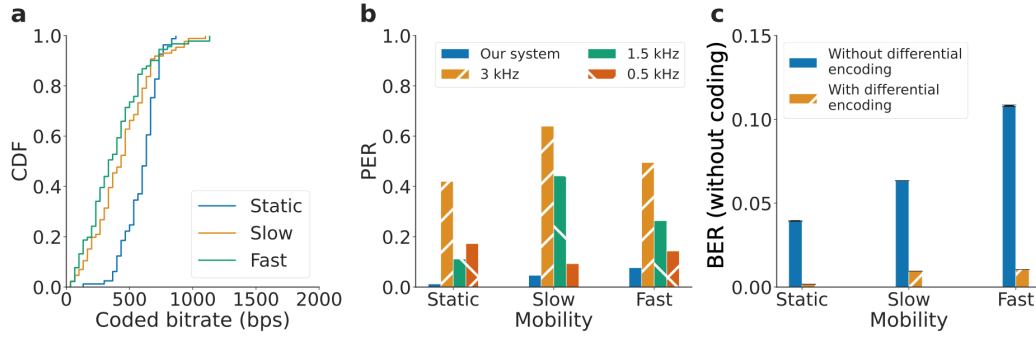 a
1.0
0.8
0.6
0.4
0.2
0.0
CDF
Static
Slow
Fast
0
500
1000
1500
2000
Coded bitrate (bps)
b
1.0
0.8
0.6
0.4
0.2
0.0
PER
Our system
3 kHz
1.5 kHz
0.5 kHz
Static
Slow
Fast
Mobility
c
0.15
0.10
0.05
0.00
BER (without coding)
Without differential
encoding
With differential
encoding
Static
Slow
Fast
Mobility